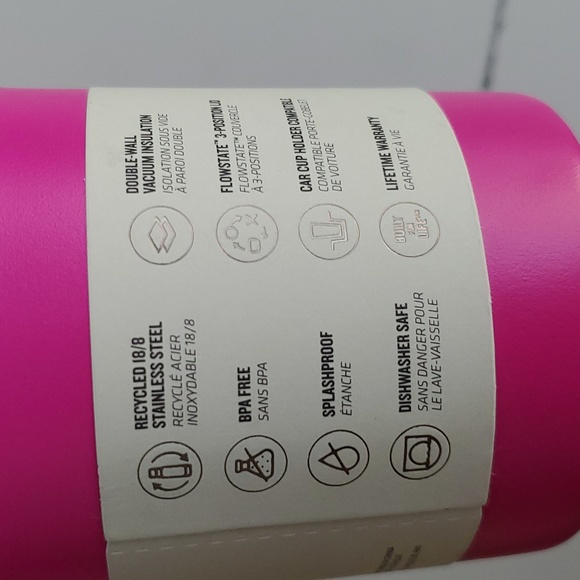 RECYCLED 18/8
STAINLESS STEEL
RECYCLÉ ACIER
INOXYDABLE 18/8
DOUBLE-WALL
VACUUM INSULATION
ISOLATION SOUS VIDE
À PAROI DOUBLE
BPA FREE
SANS BPA
FLOWSTATE™ 3-POSITION LID
FLOWSTATE™ COUVERCLE
À 3-POSITIONS
SPLASHPROOF
ÉTANCHE
CAR CUP HOLDER COMPATIBLE
COMPATIBLE PORTE-GOBELET
DE VOITURE
DISHWASHER SAFE
SANS DANGER POUR
LE LAVE-VAISSELLE
LIFETIME WARRANTY
GARANTIE À VIE
BUILT
FOR
LIFE